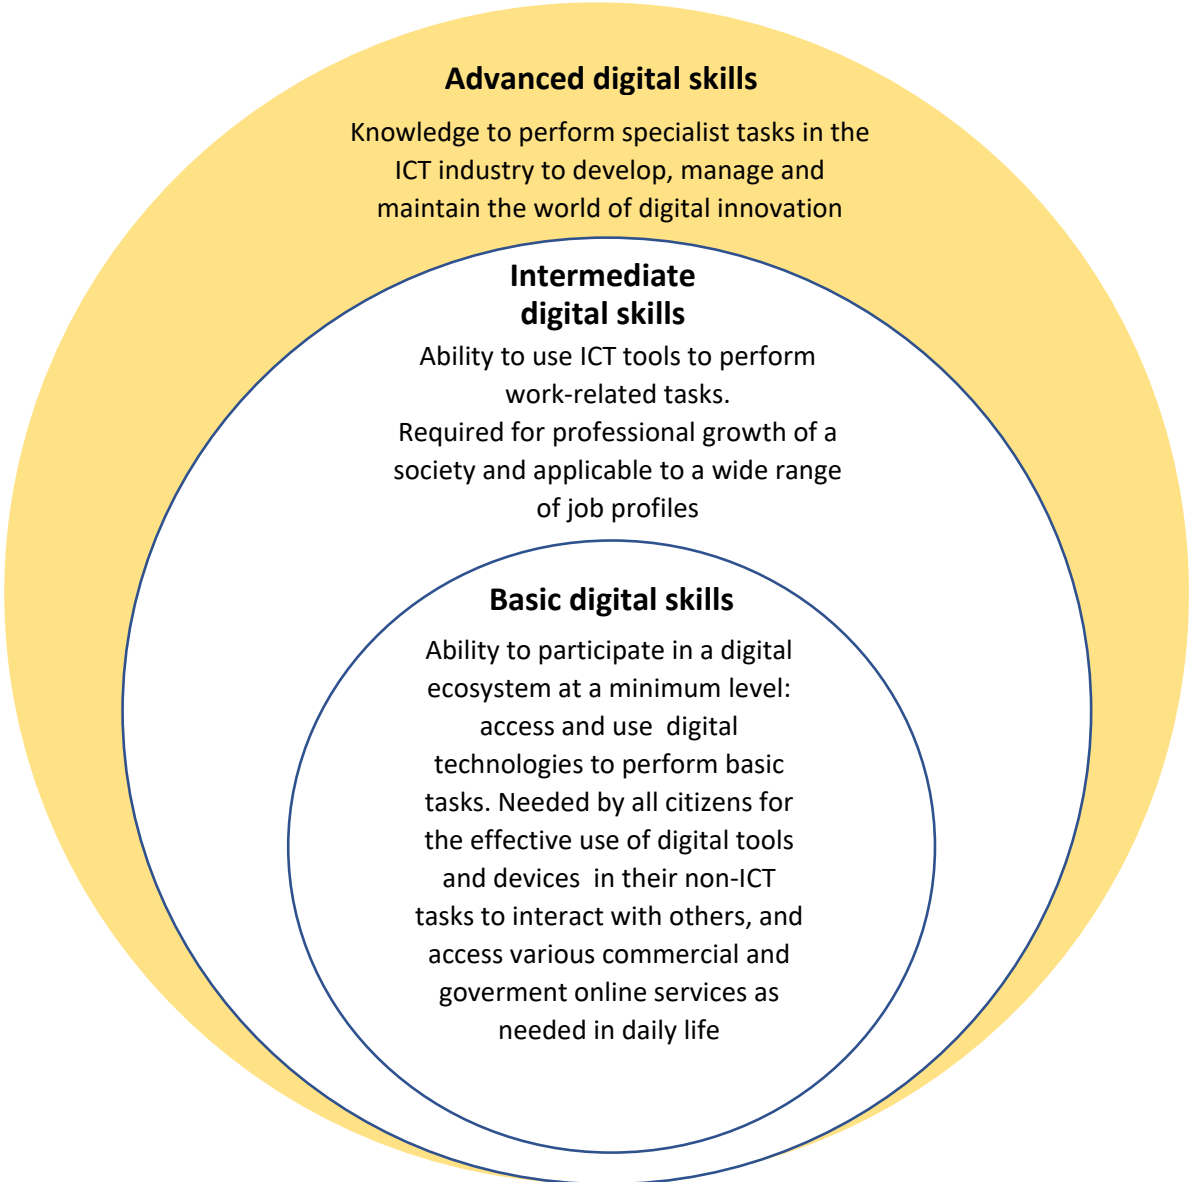 Advanced digital skills
Knowledge to perform specialist tasks in the
ICT industry to develop, manage and
maintain the world of digital innovation
Intermediate
digital skills
Ability to use ICT tools to perform
work-related tasks.
Required for professional growth of a
society and applicable to a wide range
of job profiles
Basic digital skills
Ability to participate in a digital
ecosystem at a minimum level:
access and use  digital
technologies to perform basic
tasks. Needed by all citizens for
the effective use of digital tools
and devices  in their non-ICT
tasks to interact with others, and
access various commercial and
goverment online services as
needed in daily life